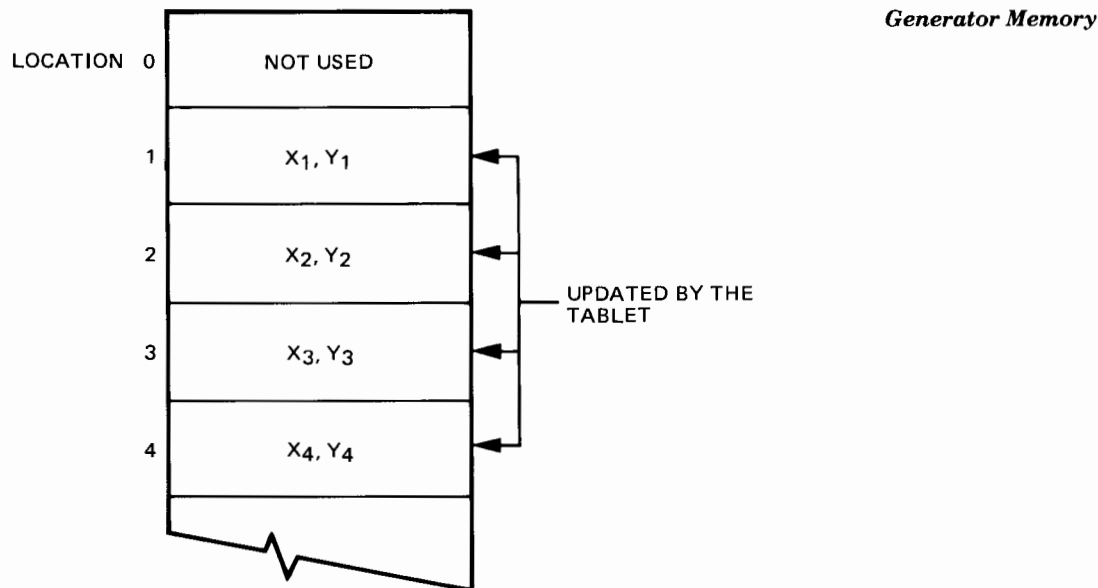 Generator Memory
LOCATION 0 NOT USED
1 X1, Y1
2 X2, Y2
UPDATED BY THE
TABLET
3 X3, Y3
4 X4, Y4